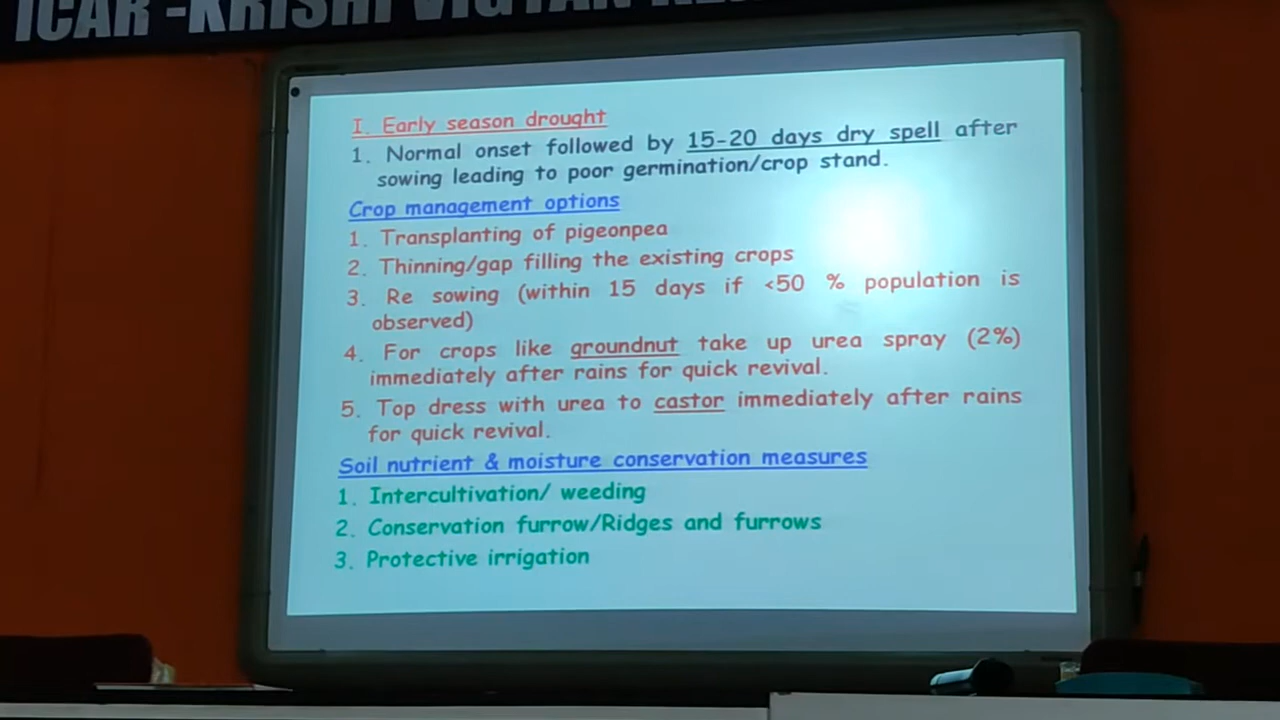 ICAR -KRISHI VIGYAN
I. Early season drought
1. Normal onset followed by 15-20 days dry spell after
sowing leading to poor germination/crop stand.
Crop management options
1. Transplanting of pigeonpea
2. Thinning/gap filling the existing crops
3. Re sowing (within 15 days if <50 % population is
observed)
4. For crops like groundnut take up urea spray (2%)
immediately after rains for quick revival.
5. Top dress with urea to castor immediately after rains
for quick revival.
Soil nutrient & moisture conservation measures
1. Intercultivation/ weeding
2. Conservation furrow/Ridges and furrows
3. Protective irrigation